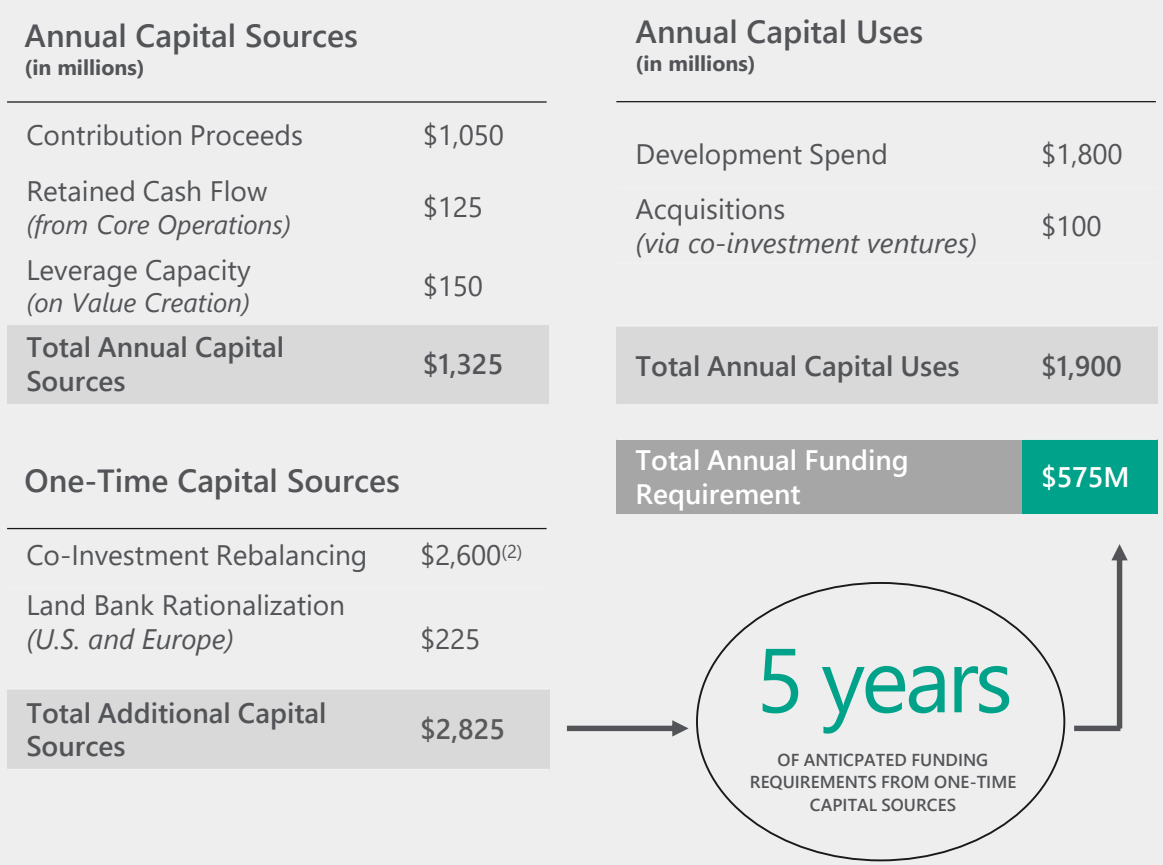 Annual Capital Sources
(in millions)
Contribution Proceeds $1,050
Retained Cash Flow
(from Core Operations) $125
Leverage Capacity
(on Value Creation) $150
Total Annual Capital
Sources $1,325
One-Time Capital Sources
Co-Investment Rebalancing $2,600(2)
Land Bank Rationalization
(U.S. and Europe) $225
Total Additional Capital
Sources $2,825
Annual Capital Uses
(in millions)
Development Spend $1,800
Acquisitions
(via co-investment ventures) $100
Total Annual Capital Uses $1,900
Total Annual Funding
Requirement $575M
5 years
OF ANTICPATED FUNDING
REQUIREMENTS FROM ONE-TIME
CAPITAL SOURCES